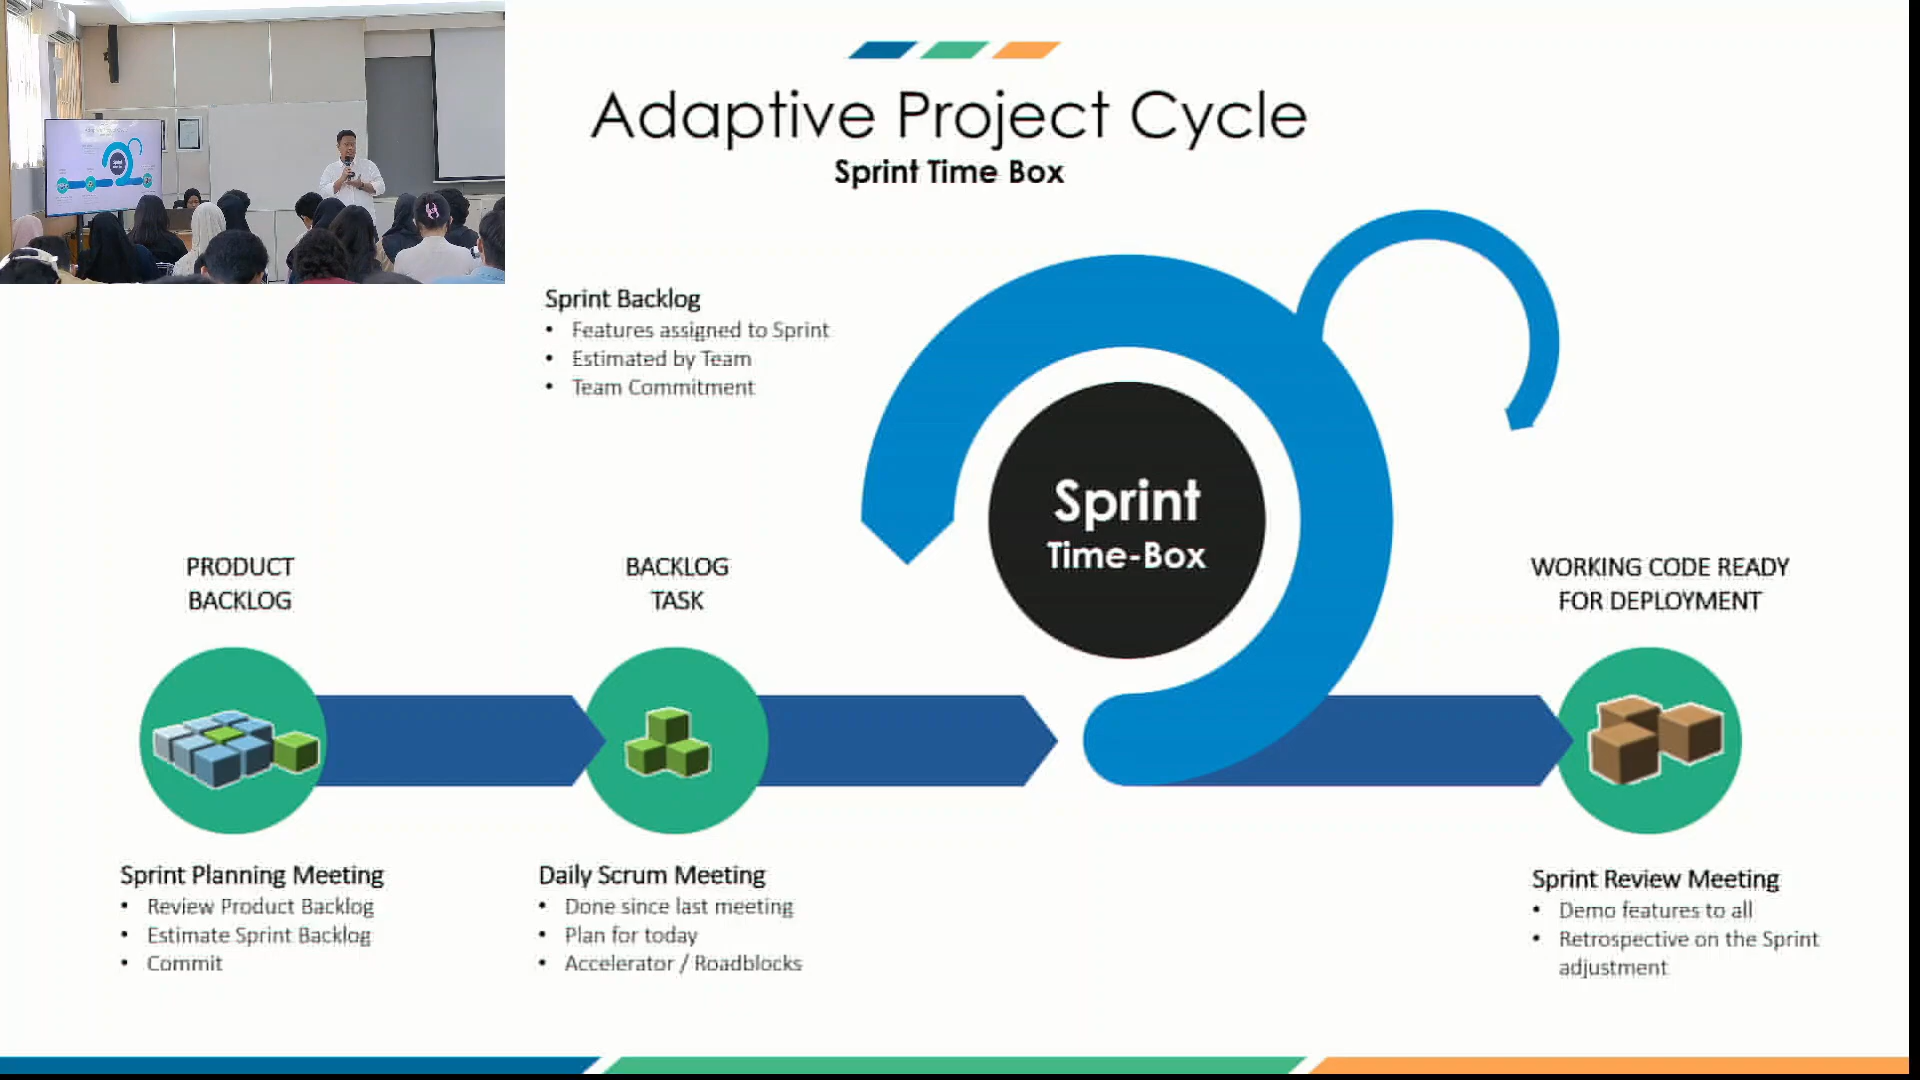 Adaptive Project Cycle
Sprint Time Box
Sprint Backlog
• Features assigned to Sprint
• Estimated by Team
• Team Commitment
Sprint
Time-Box
PRODUCT
BACKLOG
BACKLOG
TASK
WORKING CODE READY
FOR DEPLOYMENT
Sprint Planning Meeting
• Review Product Backlog
• Estimate Sprint Backlog
• Commit
Daily Scrum Meeting
• Done since last meeting
• Plan for today
• Accelerator / Roadblocks
Sprint Review Meeting
• Demo features to all
• Retrospective on the Sprint
adjustment